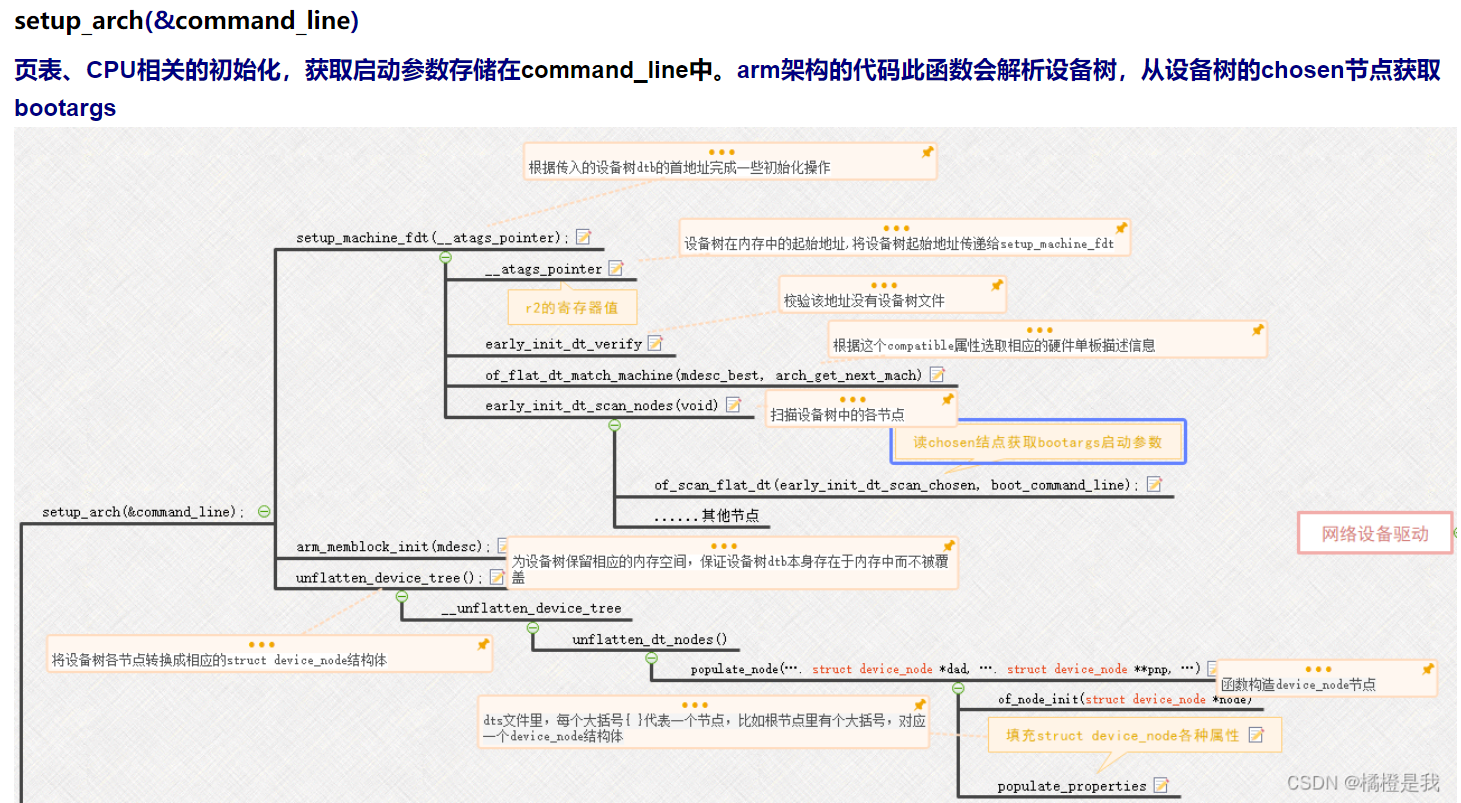 setup_arch(&command_line)
页表、CPU相关的初始化，获取启动参数存储在command_line中。arm架构的代码此函数会解析设备树，从设备树的chosen节点获取
bootargs
根据传入的设备树dtb的首地址完成一些初始化操作
setup_machine_fdt(__atags_pointer);
设备树在内存中的起始地址,将设备树起始地址传递给setup_machine_fdt
__atags_pointer
r2的寄存器值
校验该地址没有设备树文件
early_init_dt_verify
根据这个compatible属性选取相应的硬件单板描述信息
of_flat_dt_match_machine(mdesc_best, arch_get_next_mach)
early_init_dt_scan_nodes(void)
扫描设备树中的各节点
读chosen结点获取bootargs启动参数
of_scan_flat_dt(early_init_dt_scan_chosen, boot_command_line);
......其他节点
setup_arch(&command_line);
网络设备驱动
arm_memblock_init(mdesc);
为设备树保留相应的内存空间，保证设备树dtb本身存在于内存中而不被覆
盖
unflatten_device_tree();
__unflatten_device_tree
unflatten_dt_nodes()
将设备树各节点转换成相应的struct device_node结构体
populate_node(…. struct device_node *dad, …. struct device_node **pnp, …)
函数构造device_node节点
of_node_init(struct device_node *node)
dts文件里，每个大括号{ }代表一个节点，比如根节点里有个大括号，对应
一个device_node结构体
填充struct device_node各种属性
populate_properties
CSDN @橘橙是我